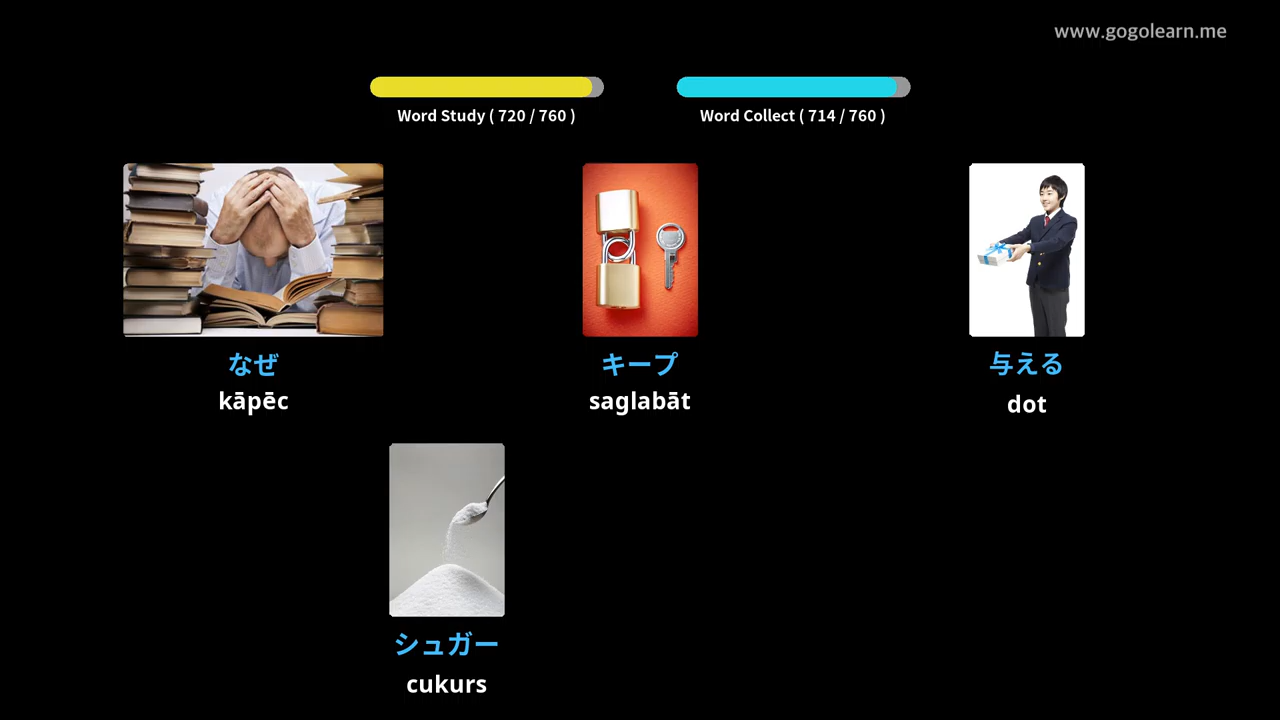 www.gogolearn.me
Word Study ( 720 / 760 )
Word Collect ( 714 / 760 )
なぜ
kāpēc
キープ
saglabāt
与える
dot
シュガー
cukurs